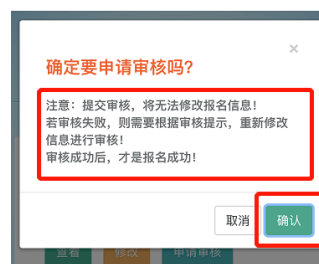 ×
确定要申请审核吗?
注意：提交审核，将无法修改报名信息！
若审核失败，则需要根据审核提示，重新修改
信息进行审核！
审核成功后，才是报名成功！
取消 确认
查看 修改 申请审核